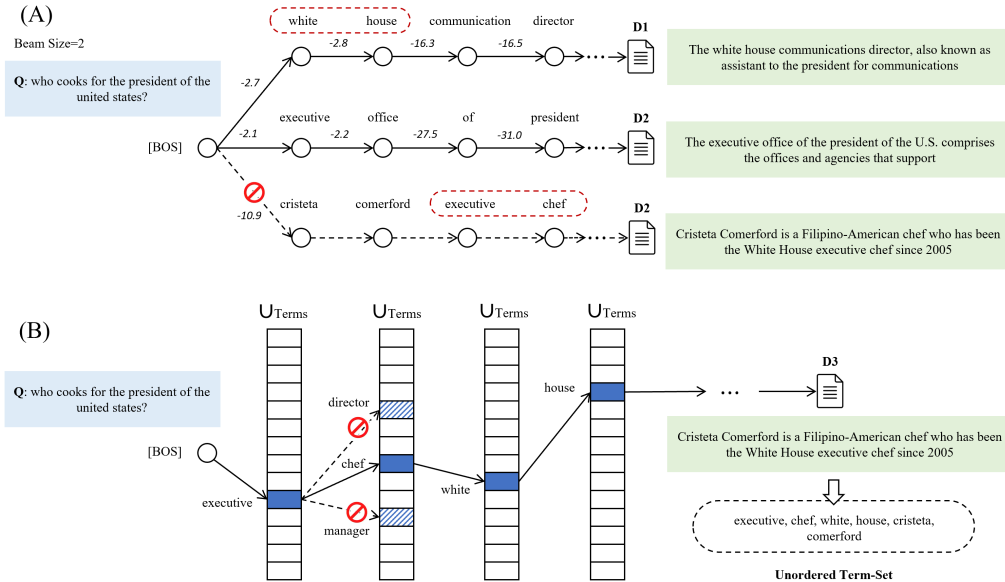 (A)
white house communication director
D1
Beam Size=2
-2.8 -16.3 -16.5
The white house communications director, also known as
assistant to the president for communications
Q: who cooks for the president of the
united states?
-2.7
executive office of president
D2
[BOS]
-2.1 -2.2 -27.5 -31.0
The executive office of the president of the U.S. comprises
the offices and agencies that support
-10.9
cristeta comerford executive chef
D2
Cristeta Comerford is a Filipino-American chef who has been
the White House executive chef since 2005
(B)
∪Terms ∪Terms ∪Terms ∪Terms
Q: who cooks for the president of the
united states?
[BOS]
executive
director
chef
manager
white
house
...
D3
Cristeta Comerford is a Filipino-American chef who has been
the White House executive chef since 2005
executive, chef, white, house, cristeta,
comerford
Unordered Term-Set